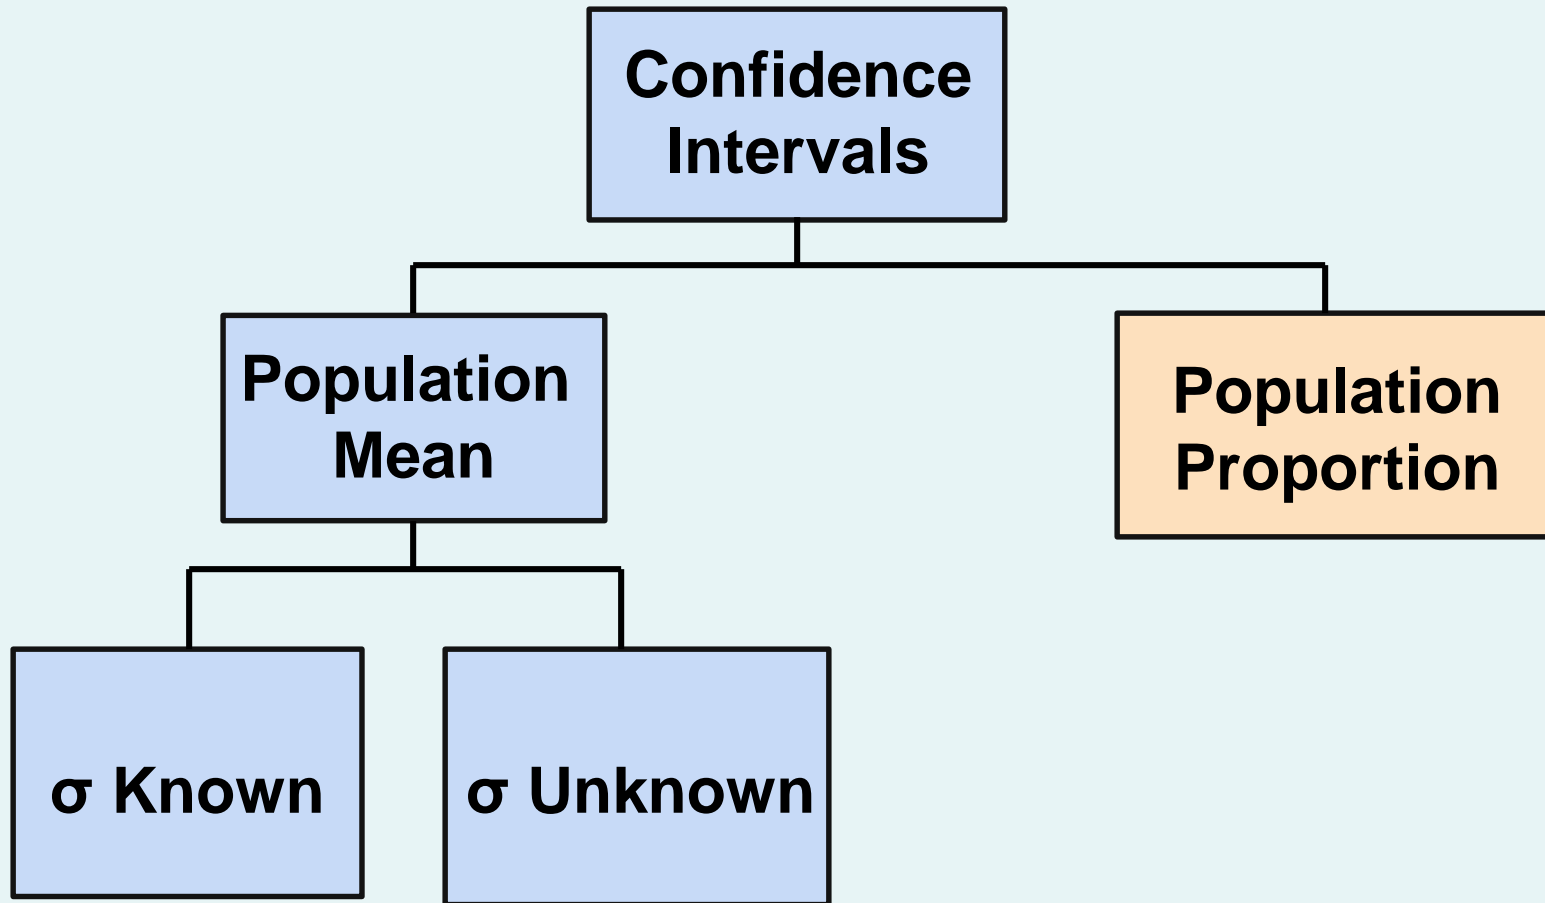 Confidence
Intervals
Population
Mean
Population
Proportion
σ Known
σ Unknown